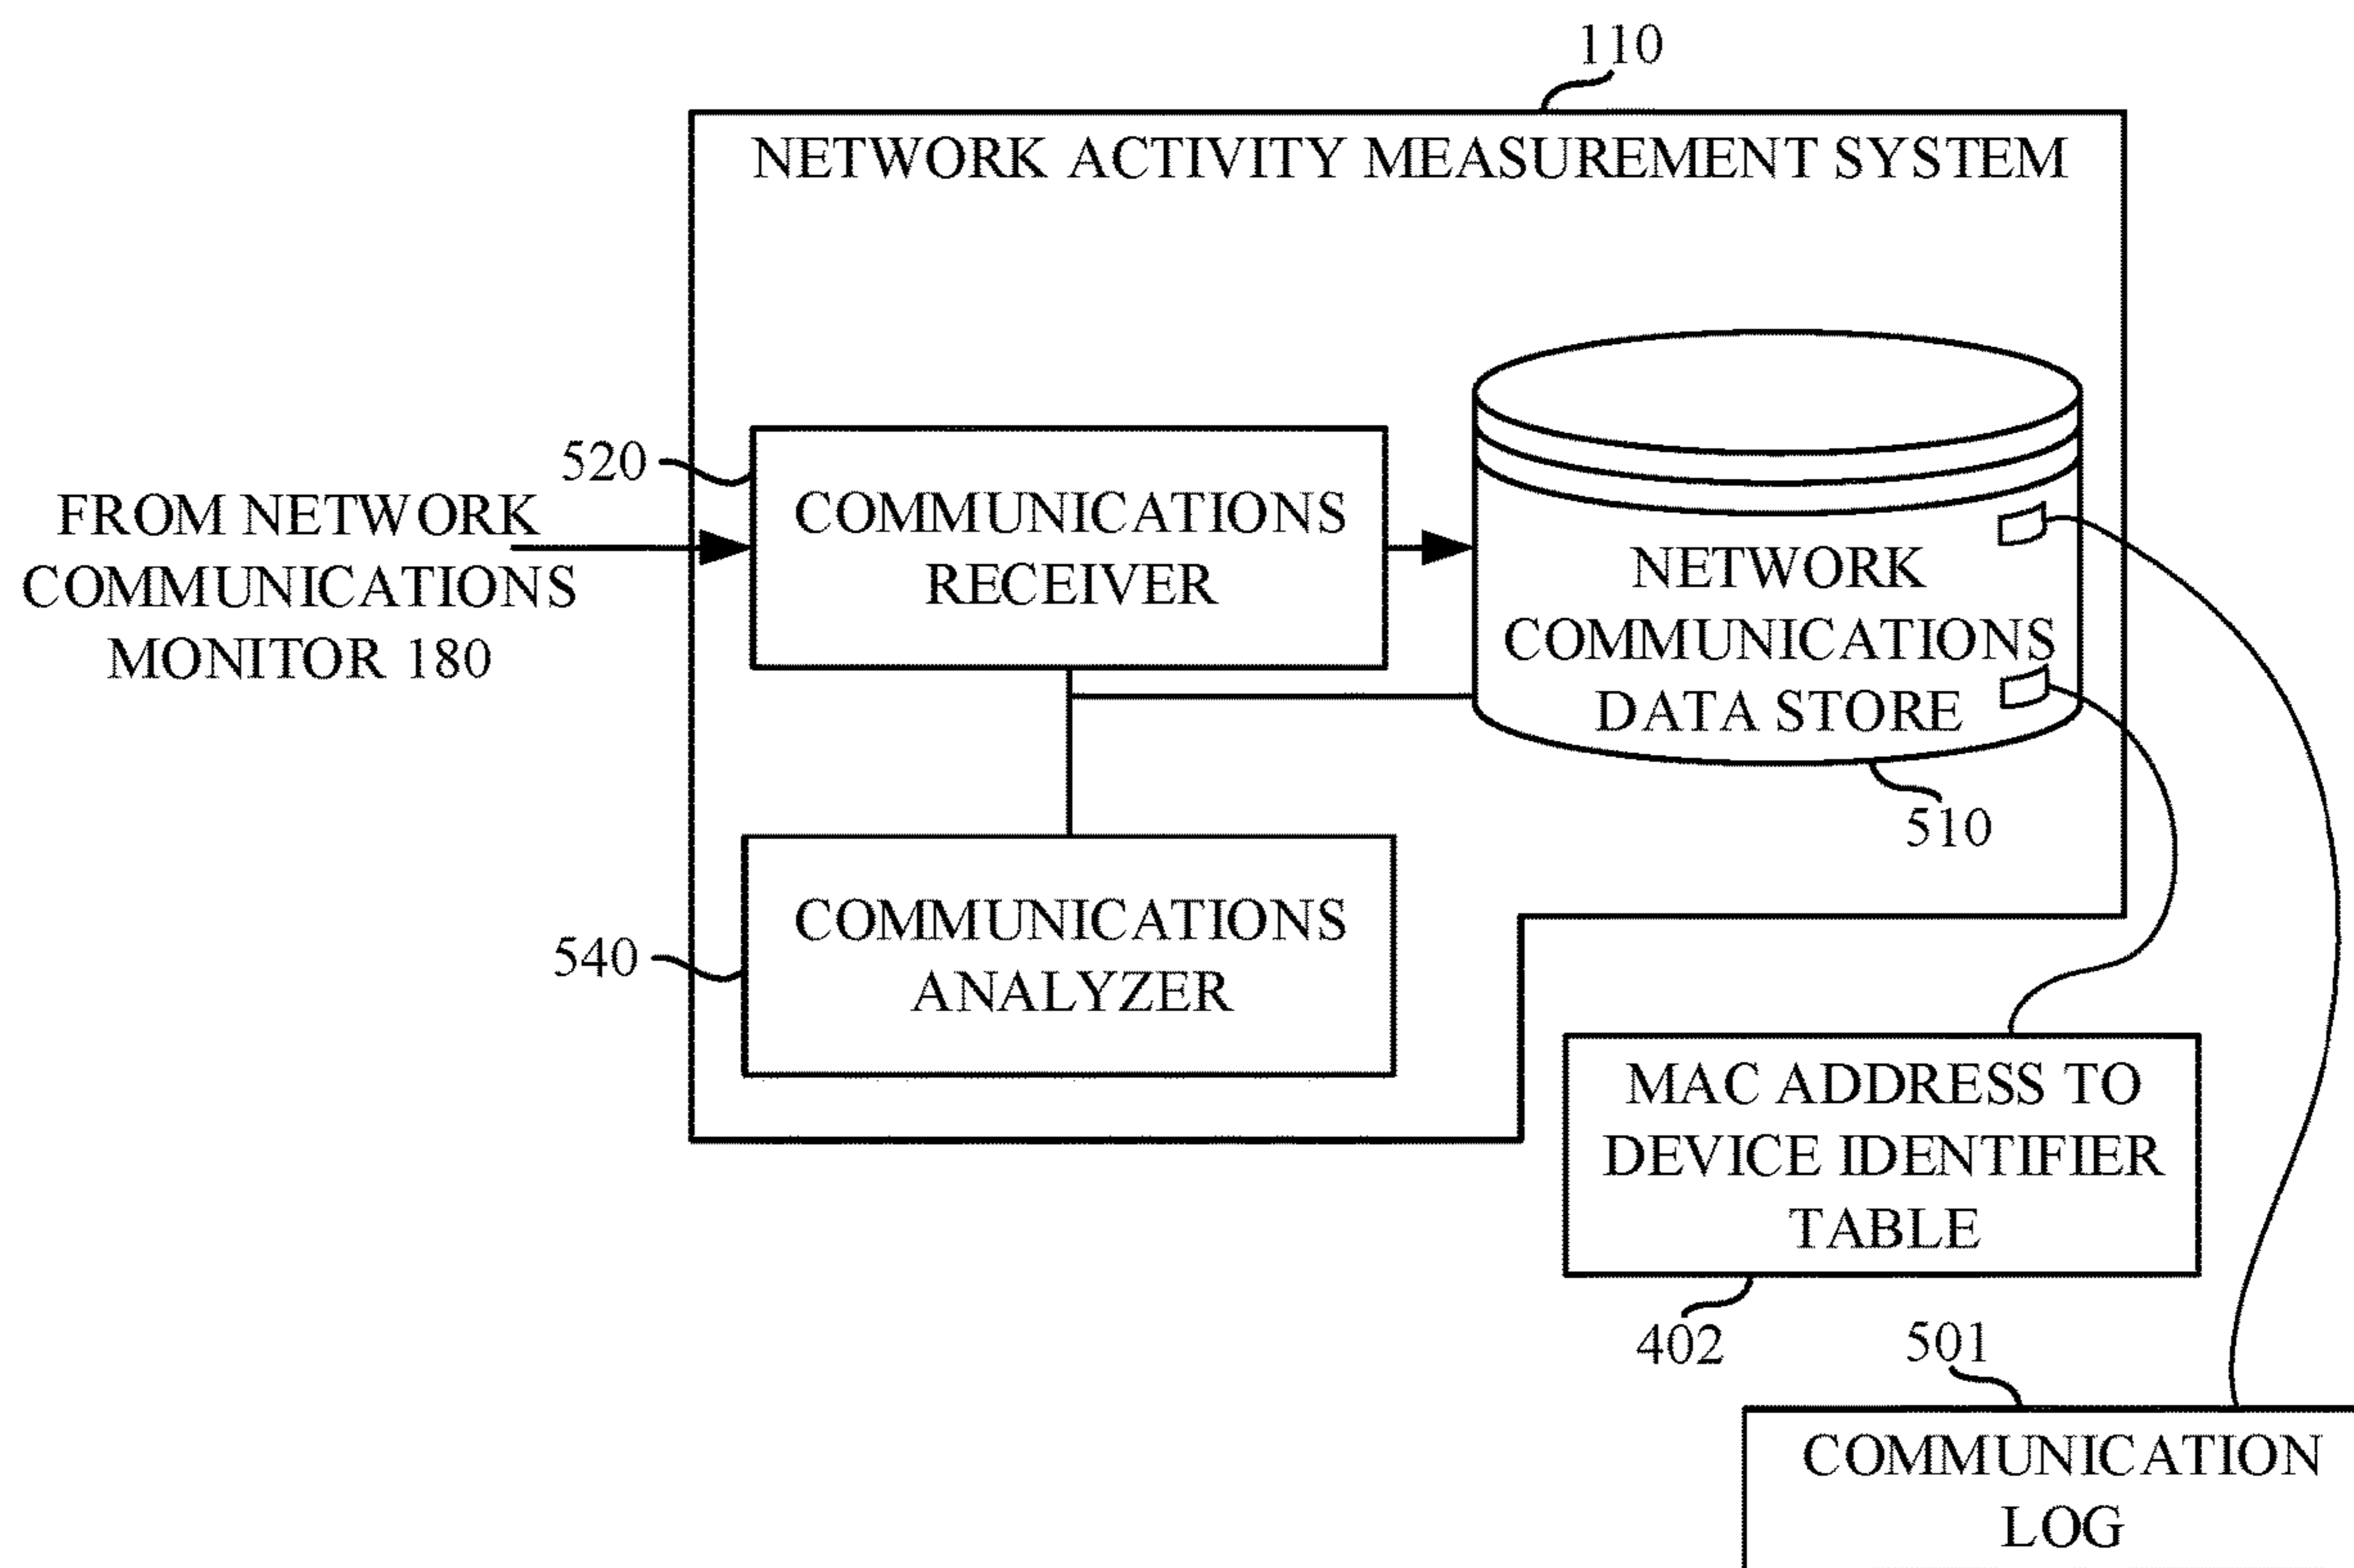 110
NETWORK ACTIVITY MEASUREMENT SYSTEM
520
FROM NETWORK
COMMUNICATIONS
MONITOR 180
COMMUNICATIONS
RECEIVER
NETWORK
COMMUNICATIONS
DATA STORE
510
540
COMMUNICATIONS
ANALYZER
MAC ADDRESS TO
DEVICE IDENTIFIER
TABLE
402
501
COMMUNICATION
LOG